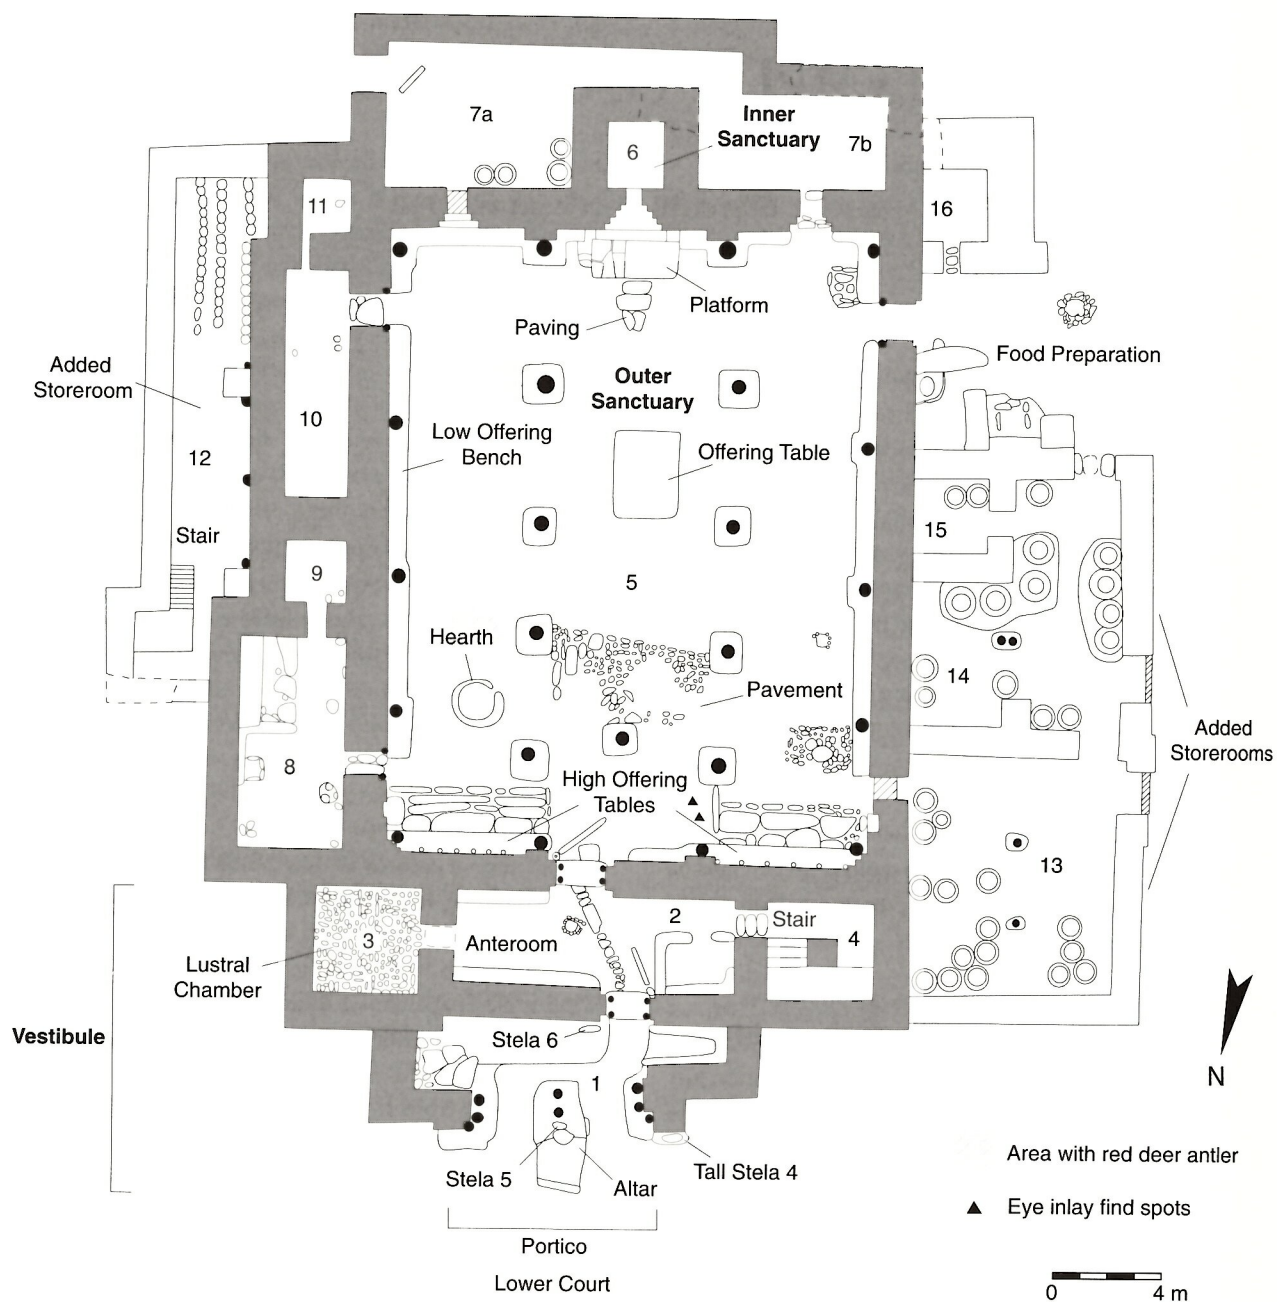 7a
Inner
Sanctuary
6
7b
11
16
Platform
Paving
Food Preparation
Added
Storeroom
Outer
Sanctuary
10
Low Offering
Bench
Offering Table
12
Stair
15
9
5
Hearth
14
Pavement
Added
Storerooms
8
High Offering
Tables
13
2
Stair
3
Anteroom
4
Lustral
Chamber
Vestibule
Stela 6
1
N
Stela 5
Altar
Tall Stela 4
Area with red deer antler
Eye inlay find spots
Portico
Lower Court
0
4 m